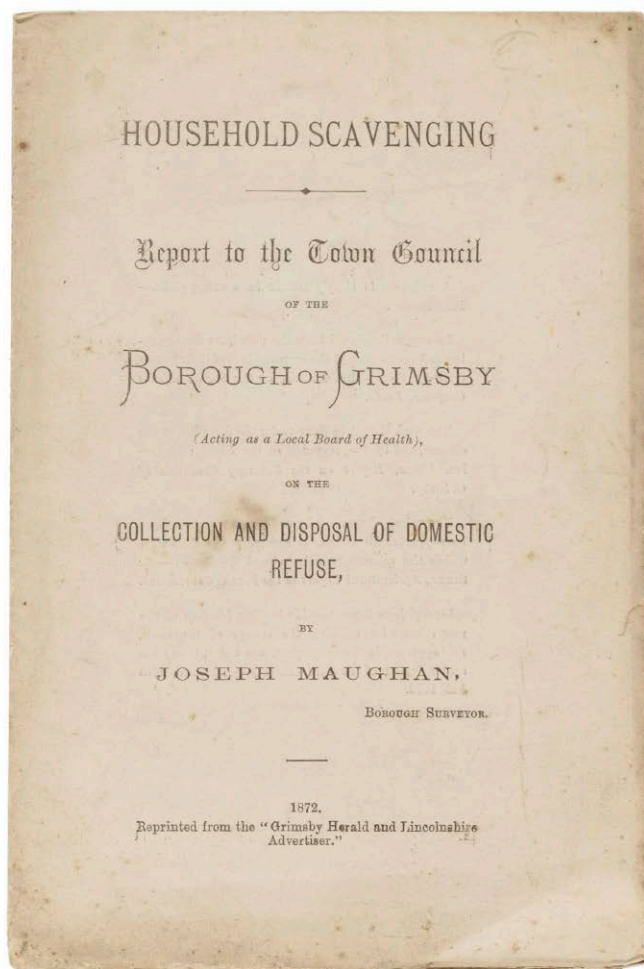 HOUSEHOLD SCAVENGING
Report to the Town Council
OF THE
BOROUGH OF GRIMSBY
(Acting as a Local Board of Health),
ON THE
COLLECTION AND DISPOSAL OF DOMESTIC
REFUSE,
BY
JOSEPH MAUGHAN,
BOROUGH SURVEYOR.
1872.
Reprinted from the "Grimsby Herald and Lincolnshire
Advertiser."